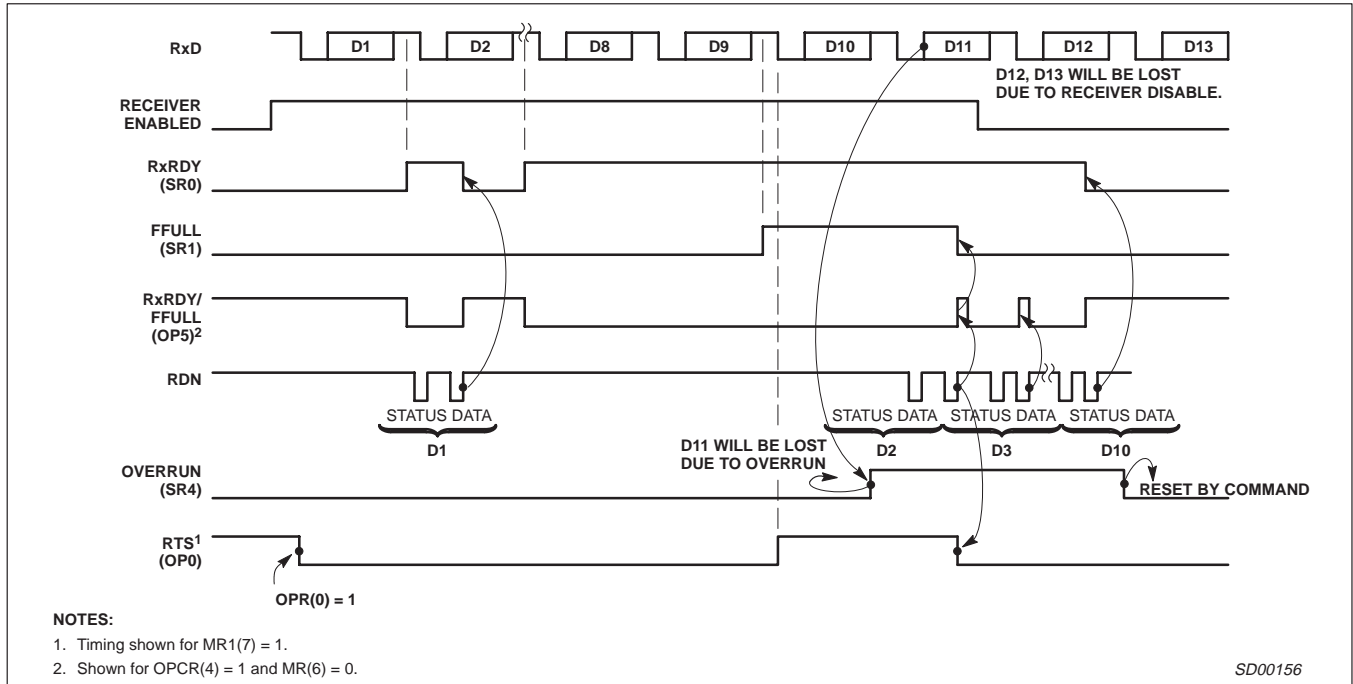 RxD
D1
D2
D8
D9
D10
D11
D12
D13
D12, D13 WILL BE LOST
DUE TO RECEIVER DISABLE.
RECEIVER
ENABLED
RxRDY
(SR0)
FFULL
(SR1)
RxRDY/
FFULL
(OP5)2
RDN
STATUS DATA
STATUS DATA
STATUS DATA
STATUS DATA
D1
D2
D3
D10
D11 WILL BE LOST
DUE TO OVERRUN
OVERRUN
(SR4)
RESET BY COMMAND
RTS1
(OP0)
OPR(0) = 1
NOTES:
1. Timing shown for MR1(7) = 1.
2. Shown for OPCR(4) = 1 and MR(6) = 0.
SD00156